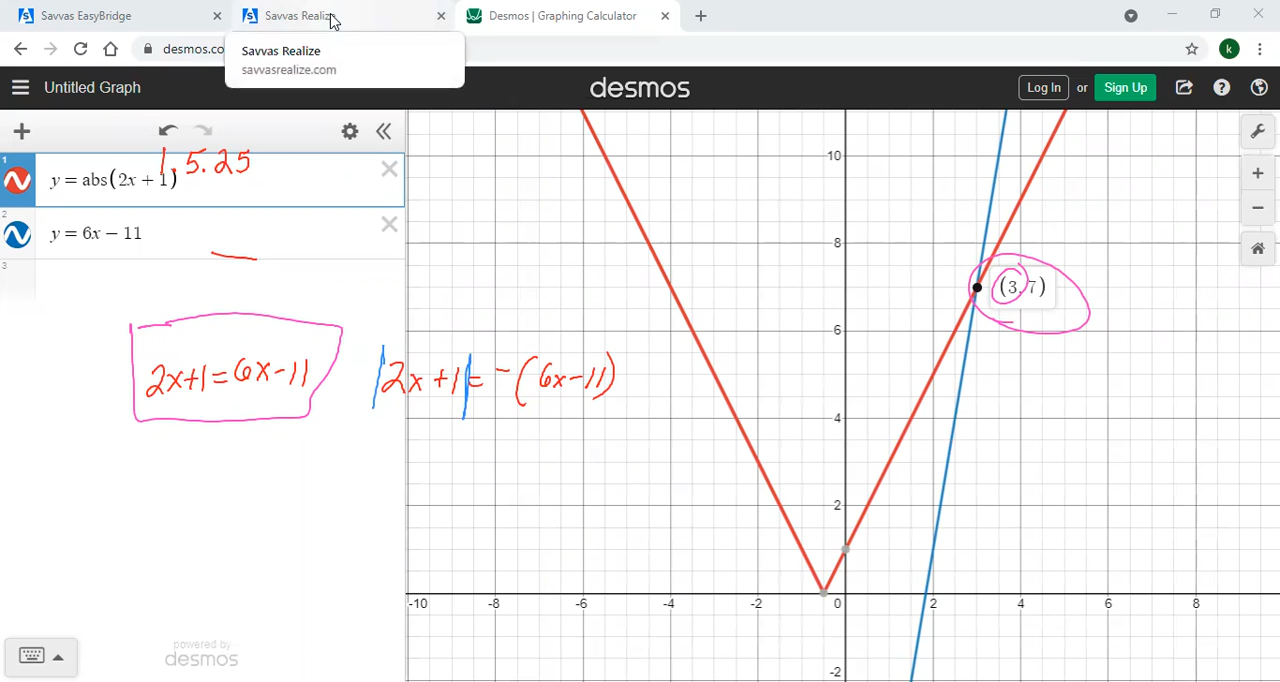 Savvas EasyBridge
Savvas Realize
Desmos | Graphing Calculator
desmos.co
k
Savvas Realize
savvasrealize.com
Untitled Graph
desmos
Log In or Sign Up
1.5.25
1
y = abs(2x + 1)
2
y = 6x − 11
3
2x+1=6x-11
|2x+1|= -(6x-11)
powered by
desmos
(3, 7)
10
8
6
4
2
-10 -8 -6 -4 -2 0 2 4 6 8
-2